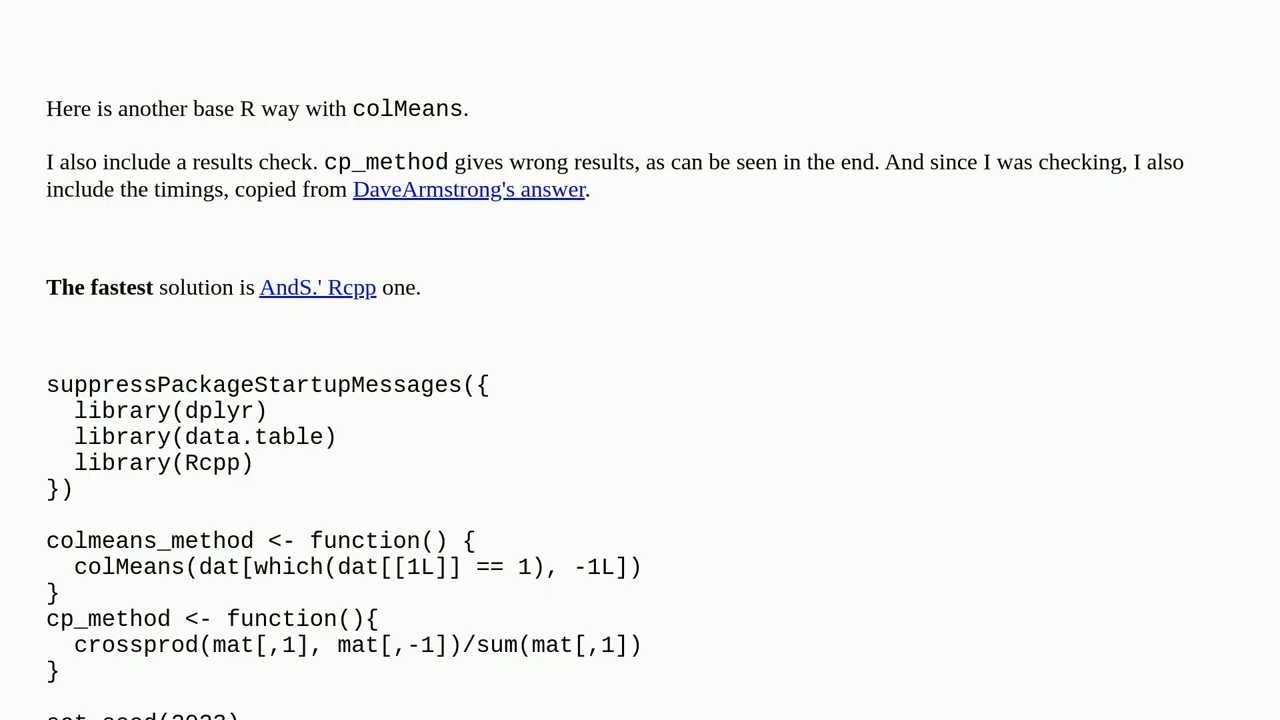 Here is another base R way with colMeans.
I also include a results check. cp_method gives wrong results, as can be seen in the end. And since I was checking, I also
include the timings, copied from DaveArmstrong's answer.
The fastest solution is AndS.' Rcpp one.
suppressPackageStartupMessages({
  library(dplyr)
  library(data.table)
  library(Rcpp)
})
colmeans_method <- function() {
  colMeans(dat[which(dat[[1L]] == 1), -1L])
}
cp_method <- function(){
  crossprod(mat[,1], mat[,-1])/sum(mat[,1])
}